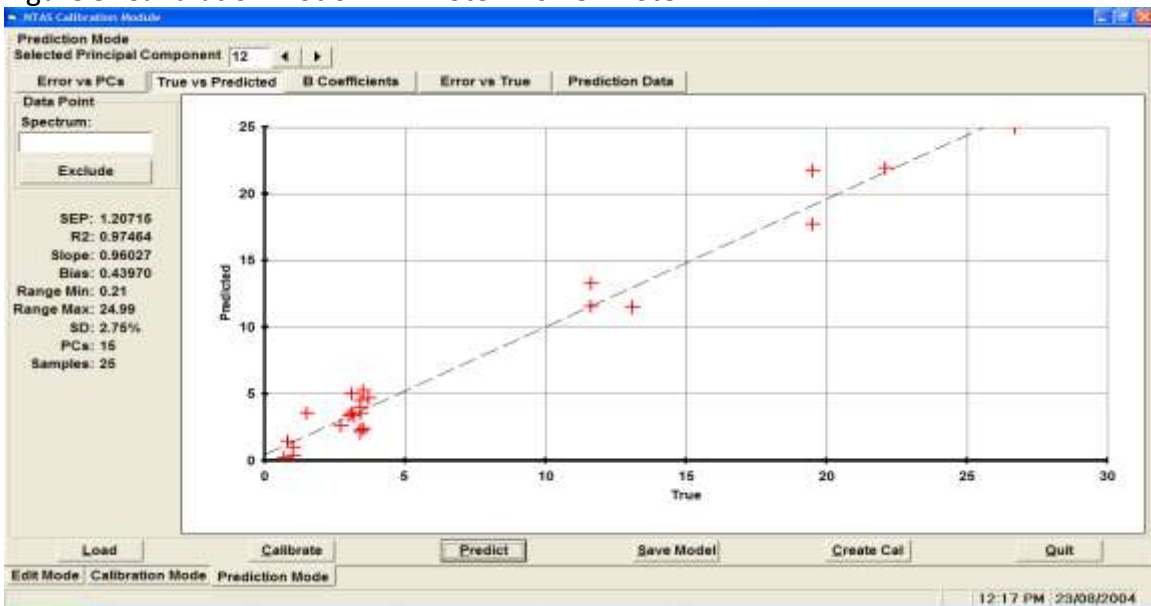 NTAS Calibration Module
Prediction Mode
Selected Principal Component 12
Error vs PCs True vs Predicted B Coefficients Error vs True Prediction Data
Data Point
Spectrum:
Exclude
SEP: 1.20715
R2: 0.97464
Slope: 0.96027
Bias: 0.43970
Range Min: 0.21
Range Max: 24.99
SD: 2.75%
PCs: 15
Samples: 25
25
20
15
10
5
0
Predicted
0 5 10 15 20 25 30
True
Load Calibrate Predict Save Model Create Cal Quit
Edit Mode Calibration Mode Prediction Mode
12:17 PM 23/08/2004